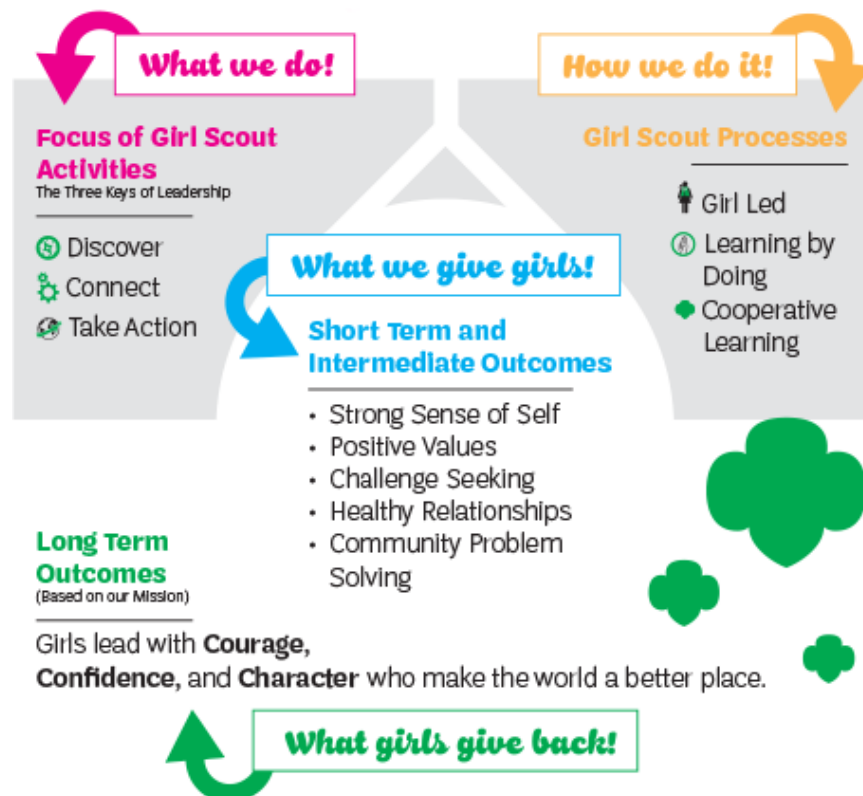 What we do!
Focus of Girl Scout
Activities
The Three Keys of Leadership
Discover
Connect
Take Action
How we do it!
Girl Scout Processes
Girl Led
Learning by
Doing
Cooperative
Learning
What we give girls!
Short Term and
Intermediate Outcomes
• Strong Sense of Self
• Positive Values
• Challenge Seeking
• Healthy Relationships
• Community Problem
Solving
Long Term
Outcomes
(Based on our Mission)
Girls lead with Courage,
Confidence, and Character who make the world a better place.
What girls give back!